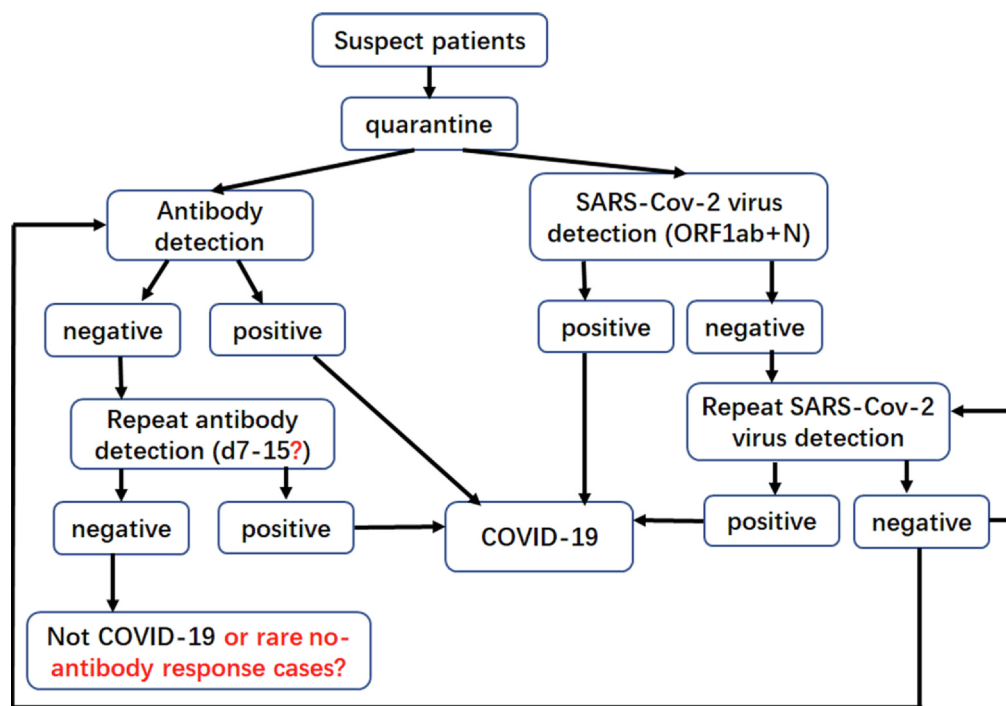 Suspect patients
quarantine
Antibody
detection
SARS-Cov-2 virus
detection (ORF1ab+N)
negative
positive
positive
negative
Repeat antibody
detection (d7-15?)
Repeat SARS-Cov-2
virus detection
negative
positive
COVID-19
positive
negative
Not COVID-19 or rare no-
antibody response cases?